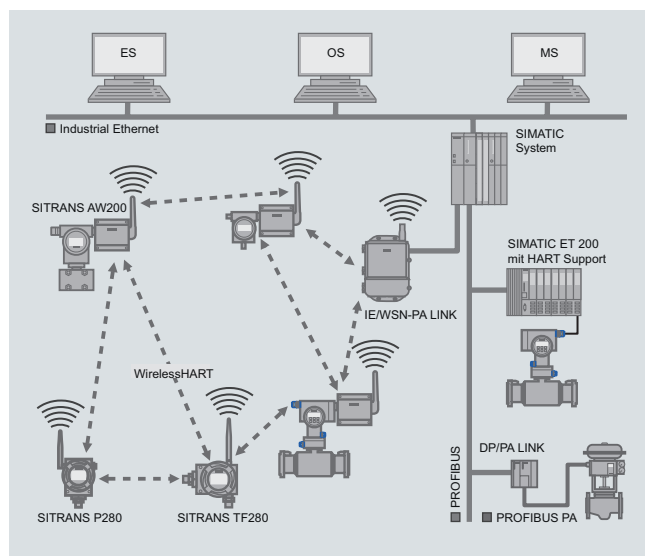 ES
OS
MS
Industrial Ethernet
SIMATIC
System
SITRANS AW200
SIMATIC ET 200
mit HART Support
IE/WSN-PA LINK
WirelessHART
DP/PA LINK
PROFIBUS
SITRANS P280
SITRANS TF280
PROFIBUS PA